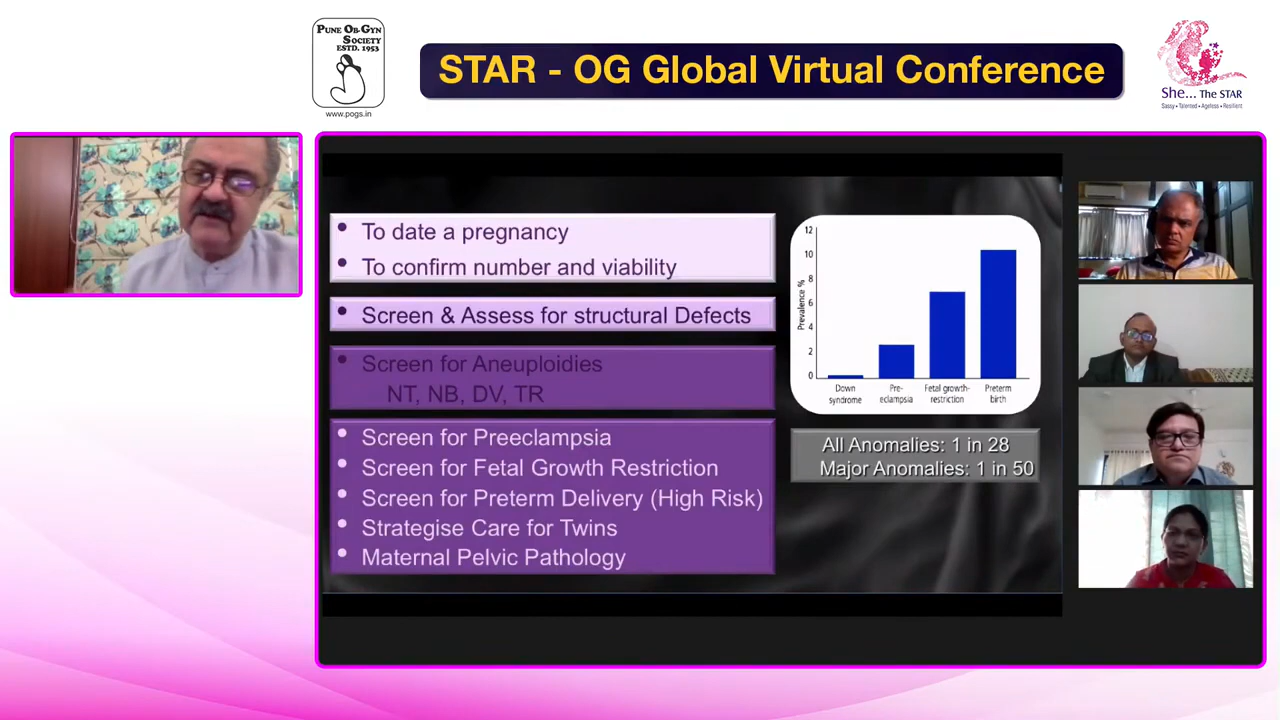 PUNE OB-GYN
SOCIETY
ESTD. 1953
www.pogs.in
STAR - OG Global Virtual Conference
She... The STAR
Sassy • Talented • Ageless • Resilient
• To date a pregnancy
• To confirm number and viability
• Screen & Assess for structural Defects
• Screen for Aneuploidies
NT, NB, DV, TR
• Screen for Preeclampsia
• Screen for Fetal Growth Restriction
• Screen for Preterm Delivery (High Risk)
• Strategise Care for Twins
• Maternal Pelvic Pathology
Prevalence %
12
10
8
6
4
2
0
Down
syndrome
Pre-
eclampsia
Fetal growth-
restriction
Preterm
birth
All Anomalies: 1 in 28
Major Anomalies: 1 in 50